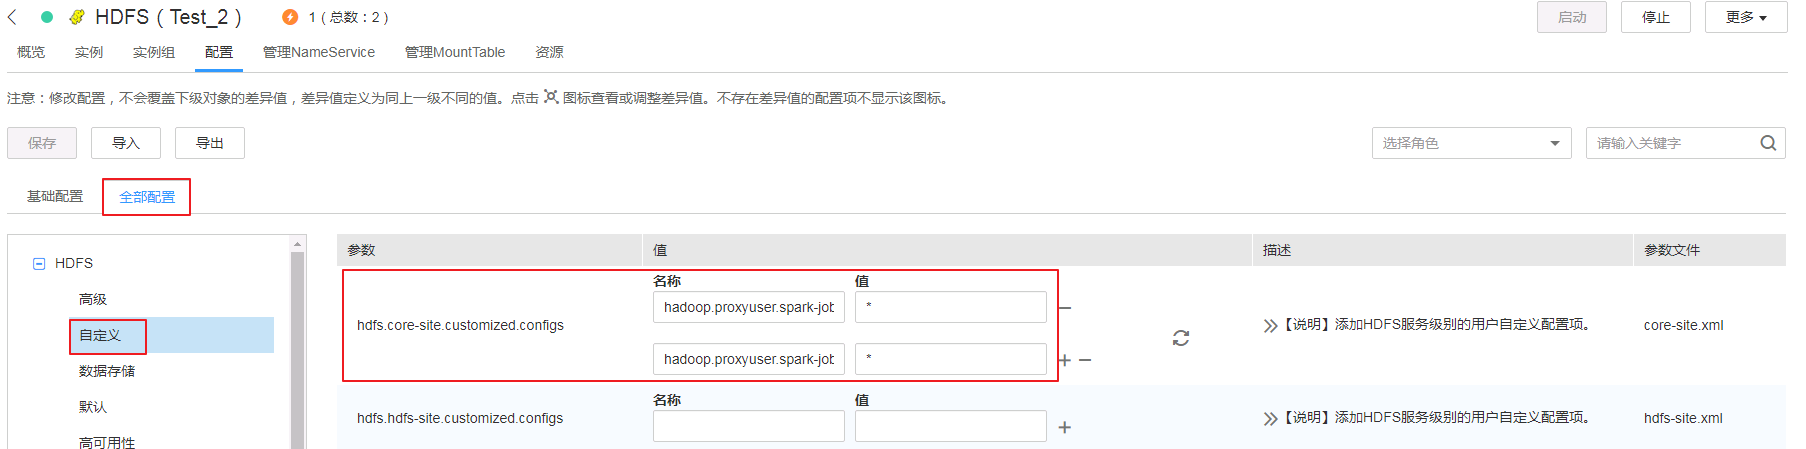 HDFS（Test_2） 1（总数：2） 启动 停止 更多
概览 实例 实例组 配置 管理NameService 管理MountTable 资源
注意：修改配置，不会覆盖下级对象的差异值，差异值定义为同上一级不同的值。点击 图标查看或调整差异值。不存在差异值的配置项不显示该图标。
保存 导入 导出 选择角色 请输入关键字
基础配置 全部配置
HDFS
高级
自定义
数据存储
默认
高可用性
参数 值 描述 参数文件
名称 值
hadoop.proxyuser.spark-job *
hdfs.core-site.customized.configs 【说明】添加HDFS服务级别的用户自定义配置项。 core-site.xml
hadoop.proxyuser.spark-job *
名称 值
hdfs.hdfs-site.customized.configs 【说明】添加HDFS服务级别的用户自定义配置项。 hdfs-site.xml